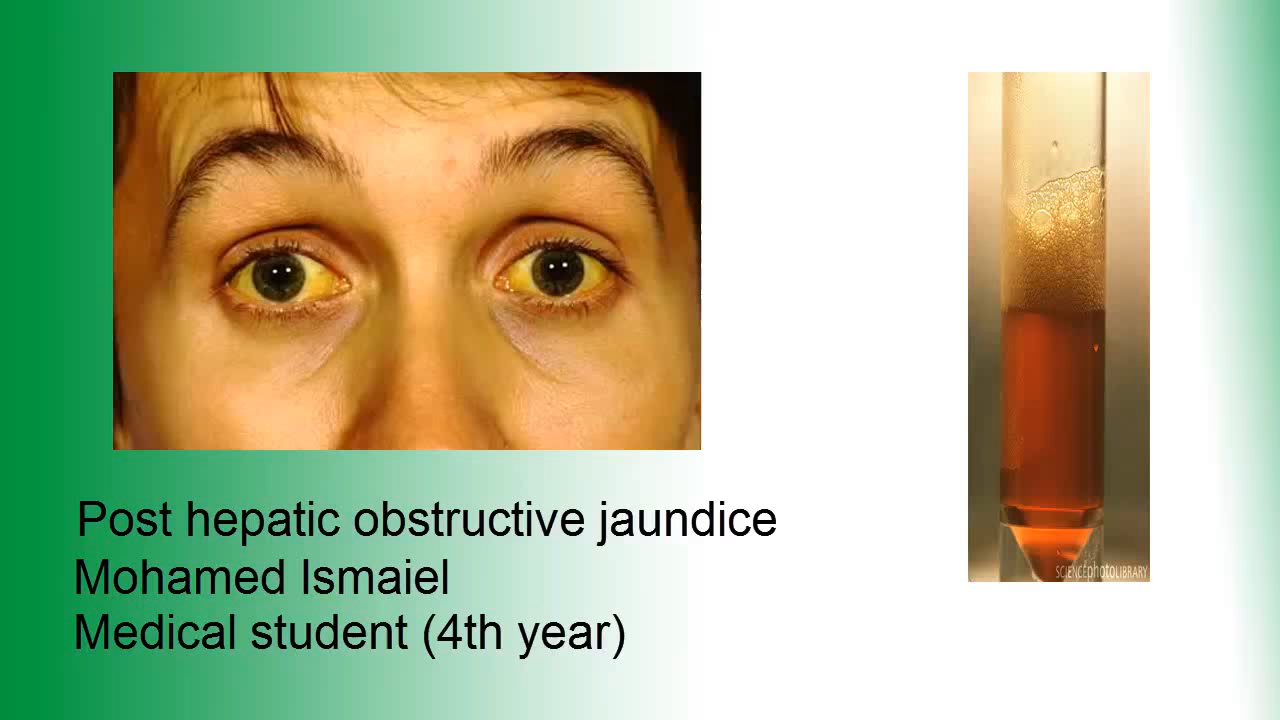 Post hepatic obstructive jaundice
Mohamed Ismaiel
Medical student (4th year)
SCIENCEphotoLIBRARY